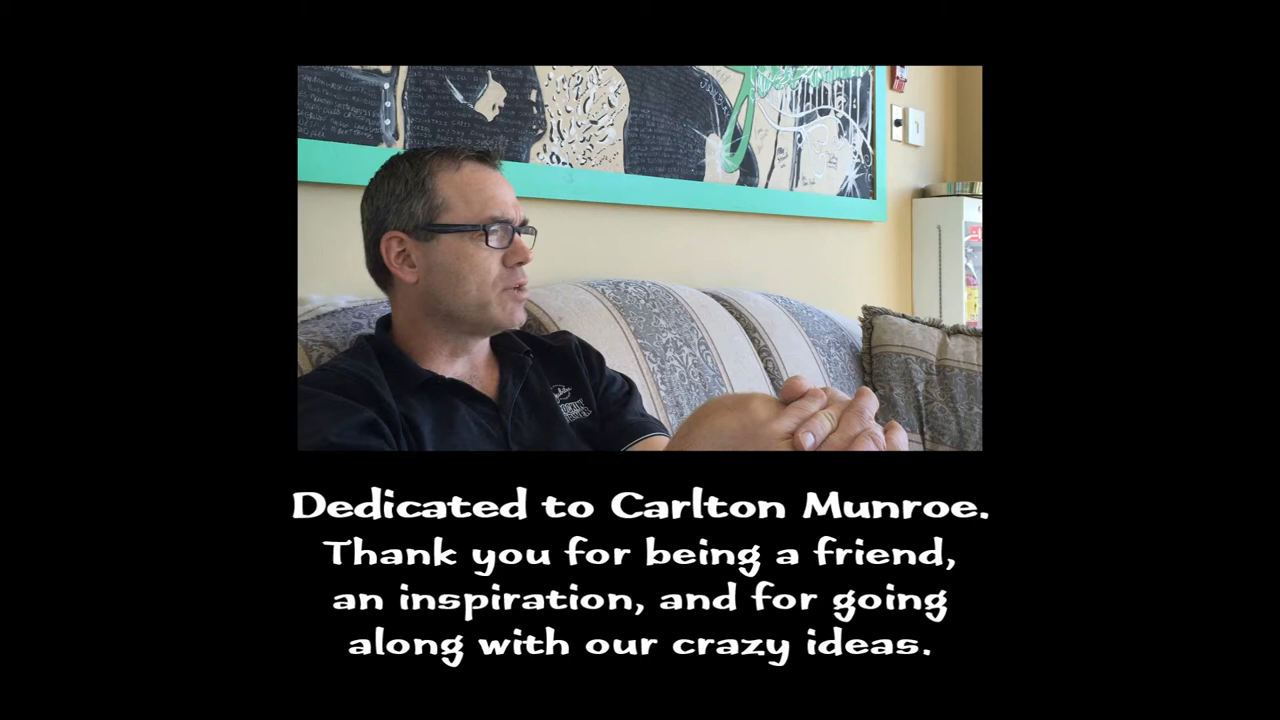 Dedicated to Carlton Munroe.
Thank you for being a friend,
an inspiration, and for going
along with our crazy ideas.